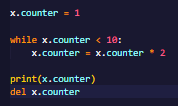 x.counter = 1
while x.counter < 10:
    x.counter = x.counter * 2
print(x.counter)
del x.counter